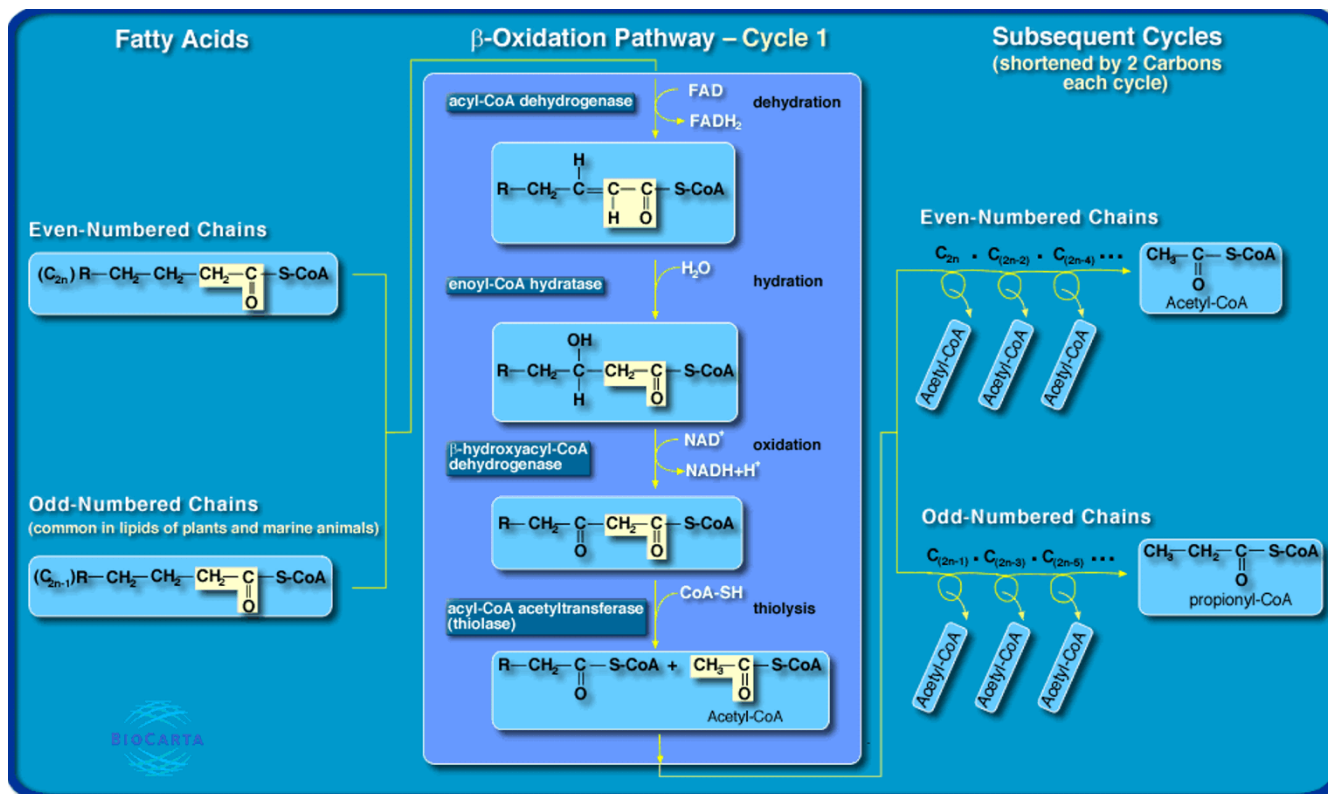 Fatty Acids
Even-Numbered Chains
(C₂ₙ)R–CH₂–CH₂–CH₂–C–S-CoA
O
Odd-Numbered Chains
(common in lipids of plants and marine animals)
(C₂ₙ₋₁)R–CH₂–CH₂–CH₂–C–S-CoA
O
BIOCARTA
β-Oxidation Pathway – Cycle 1
acyl-CoA dehydrogenase
FAD
FADH₂
dehydration
H
R–CH₂–C=C–C–S-CoA
H O
enoyl-CoA hydratase
H₂O
hydration
OH
R–CH₂–C–CH₂–C–S-CoA
H O
β-hydroxyacyl-CoA
dehydrogenase
NAD⁺
NADH+H⁺
oxidation
R–CH₂–C–CH₂–C–S-CoA
O O
acyl-CoA acetyltransferase
(thiolase)
CoA-SH
thiolysis
R–CH₂–C–S-CoA + CH₃–C–S-CoA
O O
Acetyl-CoA
Subsequent Cycles
(shortened by 2 Carbons
each cycle)
Even-Numbered Chains
C₂ₙ · C₍₂ₙ₋₂₎ · C₍₂ₙ₋₄₎ ···
Acetyl-CoA
Acetyl-CoA
Acetyl-CoA
CH₃–C–S-CoA
O
Acetyl-CoA
Odd-Numbered Chains
C₍₂ₙ₋₁₎ · C₍₂ₙ₋₃₎ · C₍₂ₙ₋₅₎ ···
Acetyl-CoA
Acetyl-CoA
Acetyl-CoA
CH₃–CH₂–C–S-CoA
O
propionyl-CoA